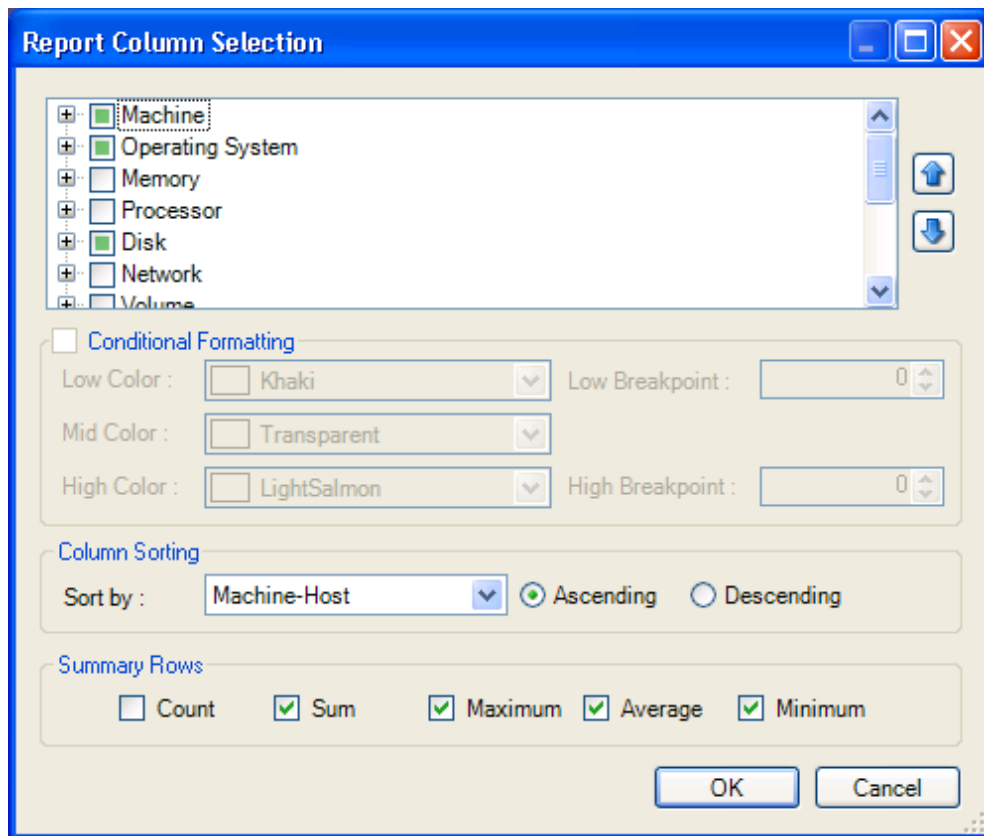 Report Column Selection
Machine
Operating System
Memory
Processor
Disk
Network
Volume
Conditional Formatting
Low Color : Khaki Low Breakpoint : 0
Mid Color : Transparent
High Color : LightSalmon High Breakpoint : 0
Column Sorting
Sort by : Machine-Host Ascending Descending
Summary Rows
Count Sum Maximum Average Minimum
OK Cancel